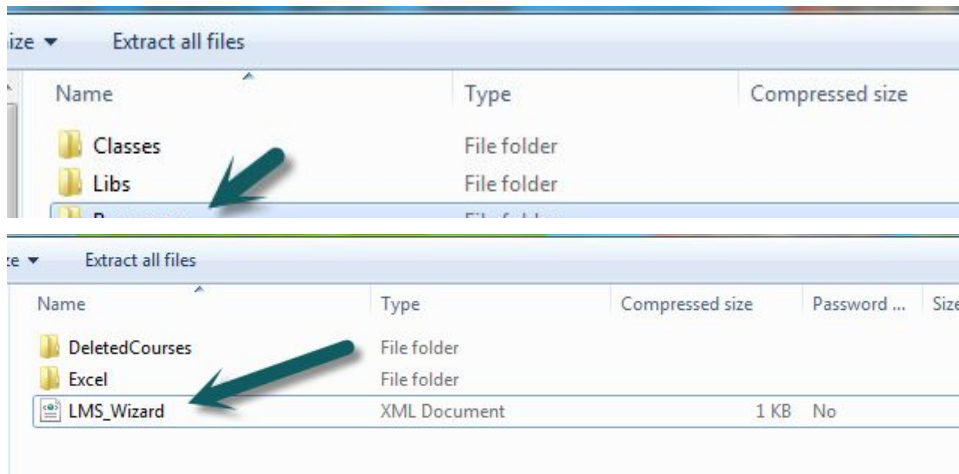 ize Extract all files
Name Type Compressed size
Classes File folder
Libs File folder
ze Extract all files
Name Type Compressed size Password ... Size
DeletedCourses File folder
Excel File folder
LMS_Wizard XML Document 1 KB No